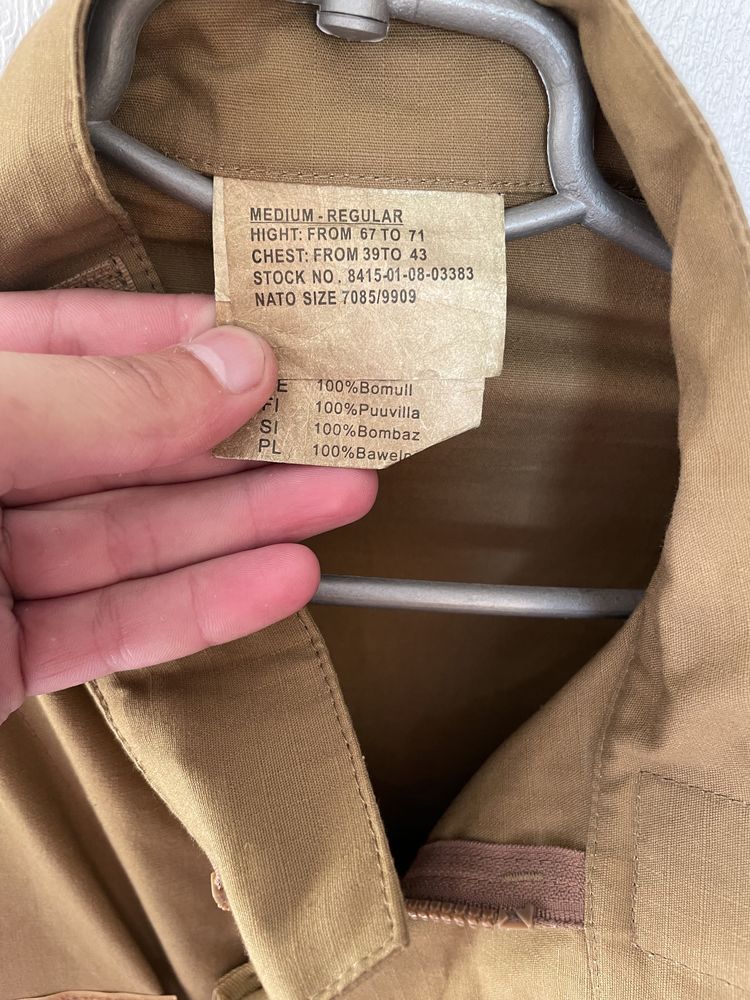 MEDIUM - REGULAR
HIGHT: FROM 67 TO 71
CHEST: FROM 39TO 43
STOCK NO. 8415-01-08-03383
NATO SIZE 7085/9909
100%Bomull
FI 100%Puuvilla
SI 100%Bombaz
PL